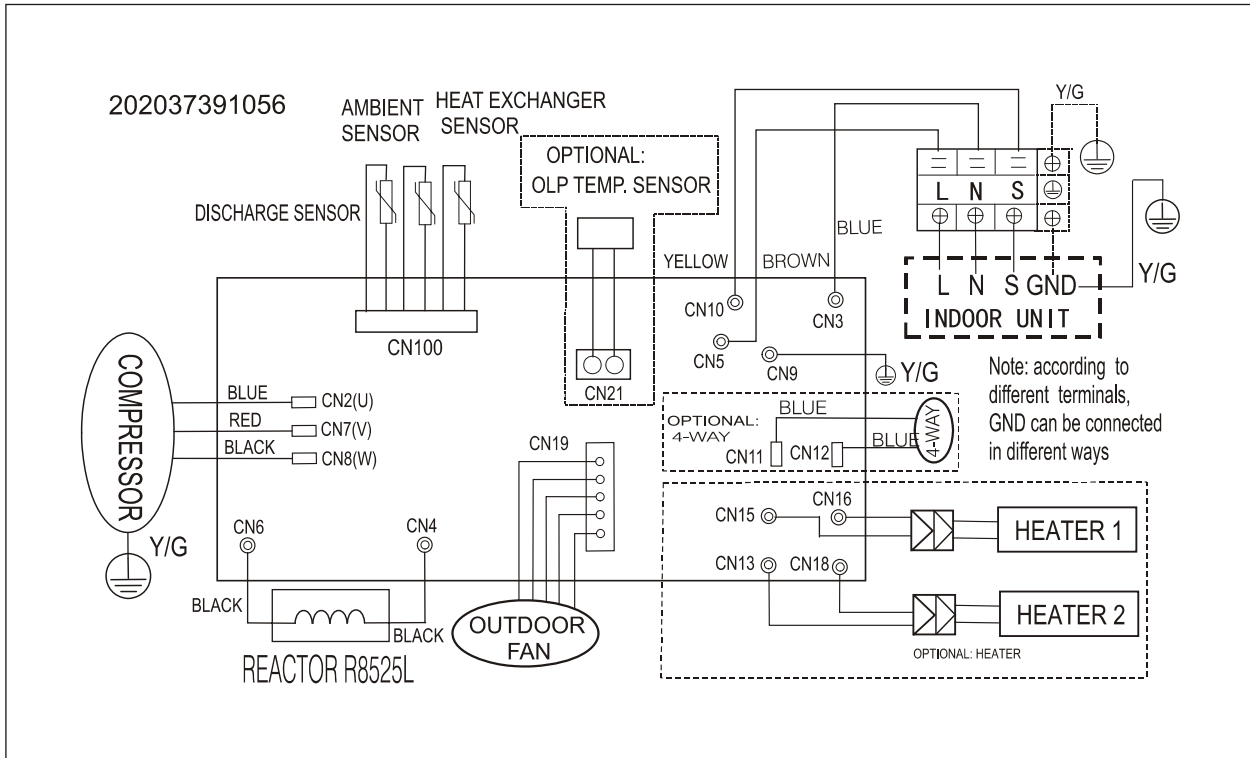 202037391056
AMBIENT
SENSOR
HEAT EXCHANGER
SENSOR
DISCHARGE SENSOR
OPTIONAL:
OLP TEMP. SENSOR
Y/G
L N S
BLUE
YELLOW
BROWN
L N S GND
INDOOR UNIT
Y/G
CN10
CN3
CN5
CN9
Y/G
CN100
CN21
Note: according to
different terminals,
GND can be connected
in different ways
COMPRESSOR
BLUE
CN2(U)
RED
CN7(V)
BLACK
CN8(W)
Y/G
OPTIONAL:
4-WAY
BLUE
BLUE
CN11
CN12
4-WAY
CN19
CN6
CN4
BLACK
BLACK
REACTOR R8525L
OUTDOOR
FAN
CN15
CN16
HEATER 1
CN13
CN18
HEATER 2
OPTIONAL: HEATER